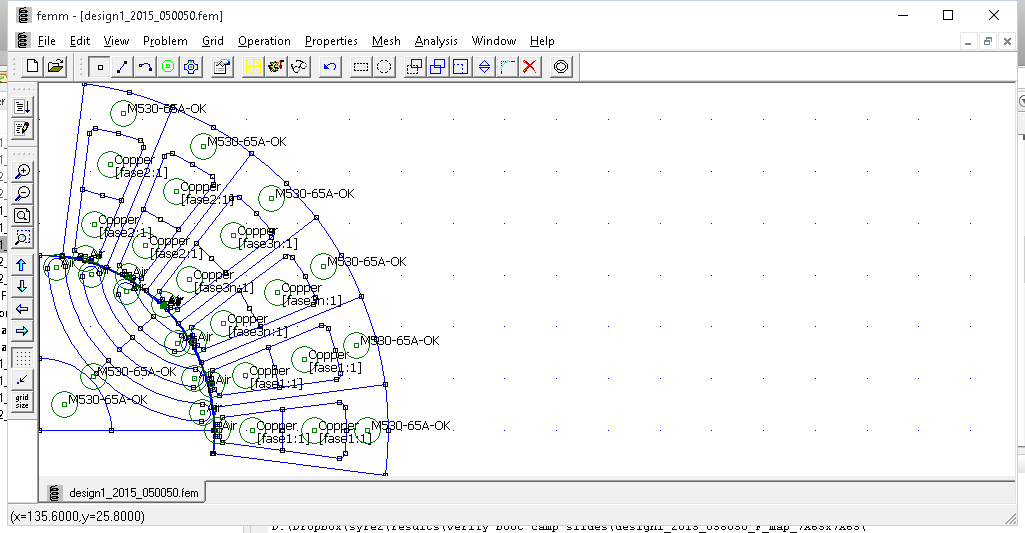 femm - [design1_2015_050050.fem]
File Edit View Problem Grid Operation Properties Mesh Analysis Window Help
M530-65A-OK
M530-65A-OK
Copper
[fase2:1]
Copper
[fase2:1]
M530-65A-OK
Copper
[fase2:1]
Copper
[fase3n:1]
Copper
[fase2:1]
Air
Air
Air
Air
Air
M530-65A-OK
Copper
[fase3n:1]
Copper
[fase3n:1]
Air
Copper
[fase3n:1]
Air
M530-65A-OK
Copper
[fase1:1]
M530-65A-OK
Copper
[fase1:1]
Air
M530-65A-OK
Air
Air
Copper
[fase1:1]
Copper
[fase1:1]
M530-65A-OK
grid
size
design1_2015_050050.fem
(x=135.6000,y=25.8000)